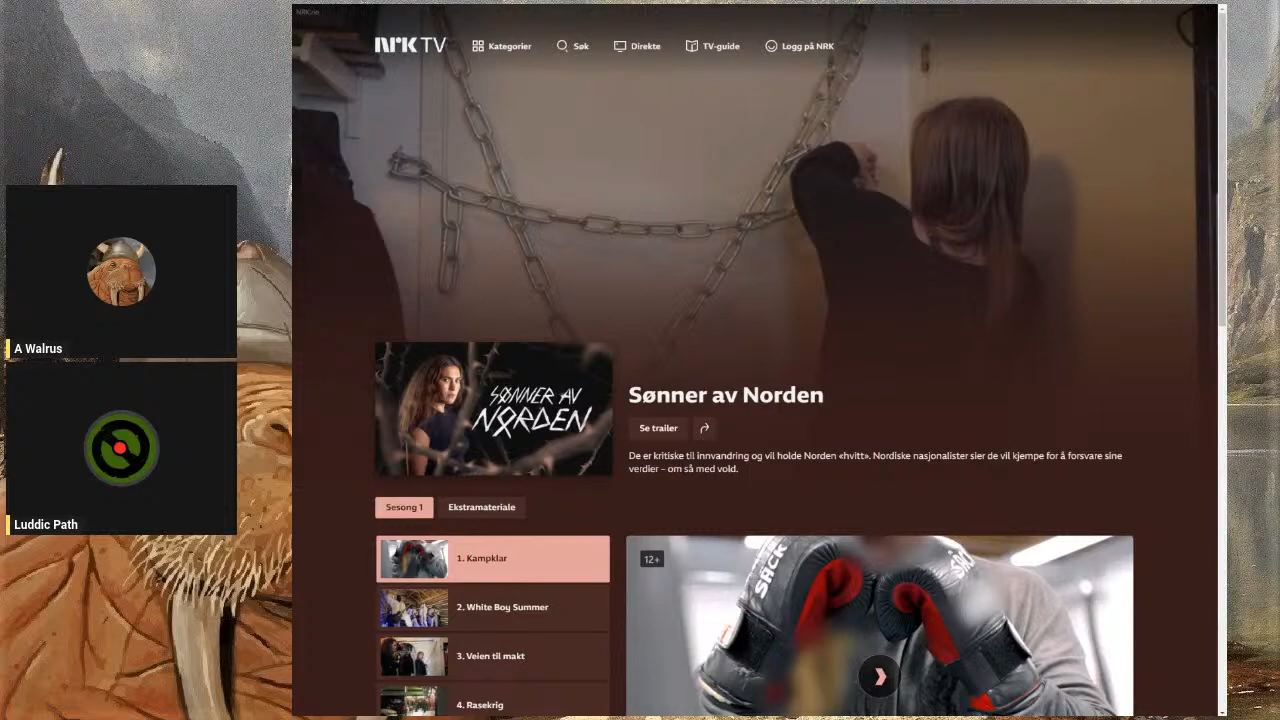 NRK.no
NRK TV
Kategorier
Søk
Direkte
TV-guide
Logg på NRK
A Walrus
Luddic Path
SØNNER AV
NORDEN
Sønner av Norden
Se trailer
De er kritiske til innvandring og vil holde Norden «hvitt». Nordiske nasjonalister sier de vil kjempe for å forsvare sine
verdier – om så med vold.
Sesong 1
Ekstramateriale
1. Kampklar
2. White Boy Summer
3. Veien til makt
4. Rasekrig
12+
SÄCK